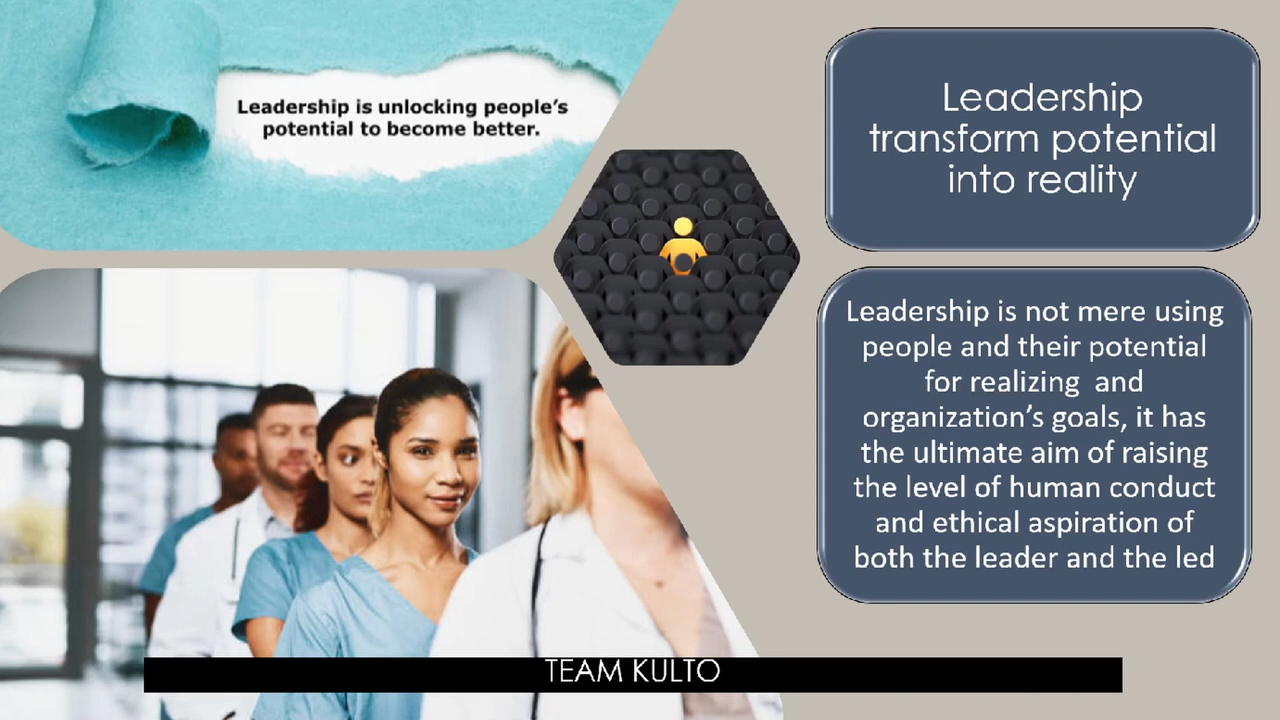 Leadership is unlocking people's
potential to become better.
Leadership
transform potential
into reality
Leadership is not mere using
people and their potential
for realizing and
organization's goals, it has
the ultimate aim of raising
the level of human conduct
and ethical aspiration of
both the leader and the led
TEAM KULTO